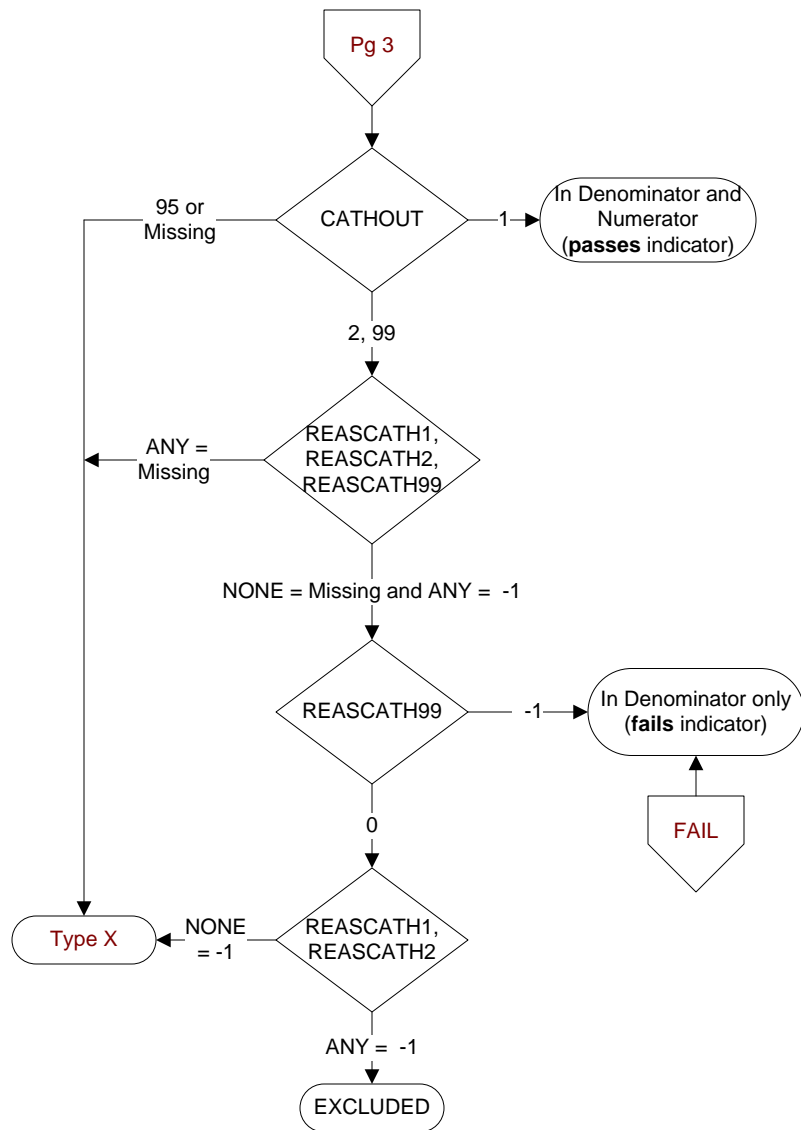 Pg 3
95 or
Missing
CATHOUT
1
In Denominator and
Numerator
(passes indicator)
2, 99
ANY =
Missing
REASCATH1,
REASCATH2,
REASCATH99
NONE = Missing and ANY = -1
REASCATH99
-1
In Denominator only
(fails indicator)
FAIL
0
Type X
NONE
= -1
REASCATH1,
REASCATH2
ANY = -1
EXCLUDED